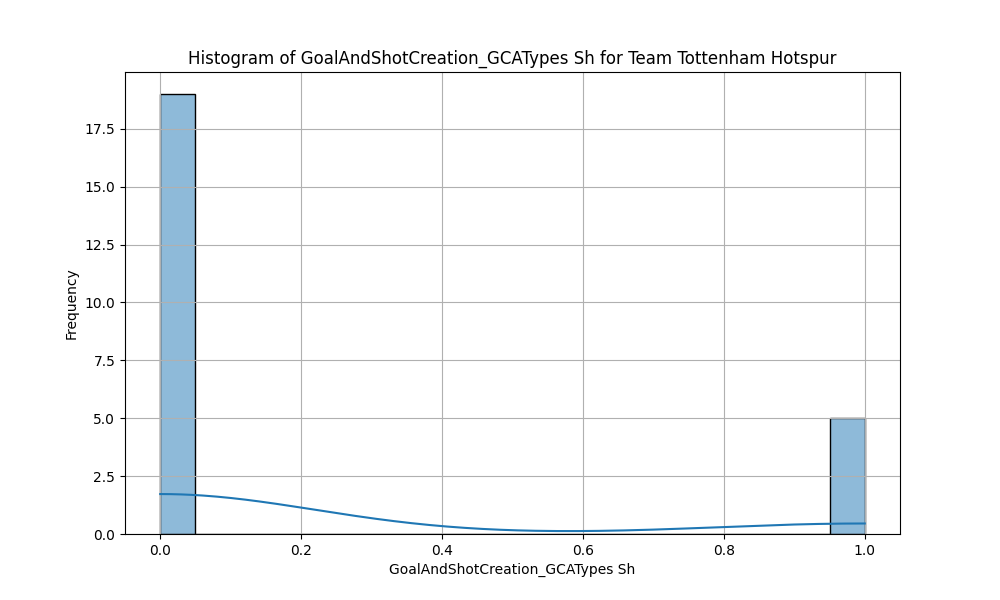 Histogram of GoalAndShotCreation_GCATypes Sh for Team Tottenham Hotspur
17.5
15.0
12.5
10.0
7.5
5.0
2.5
0.0
Frequency
0.0 0.2 0.4 0.6 0.8 1.0
GoalAndShotCreation_GCATypes Sh